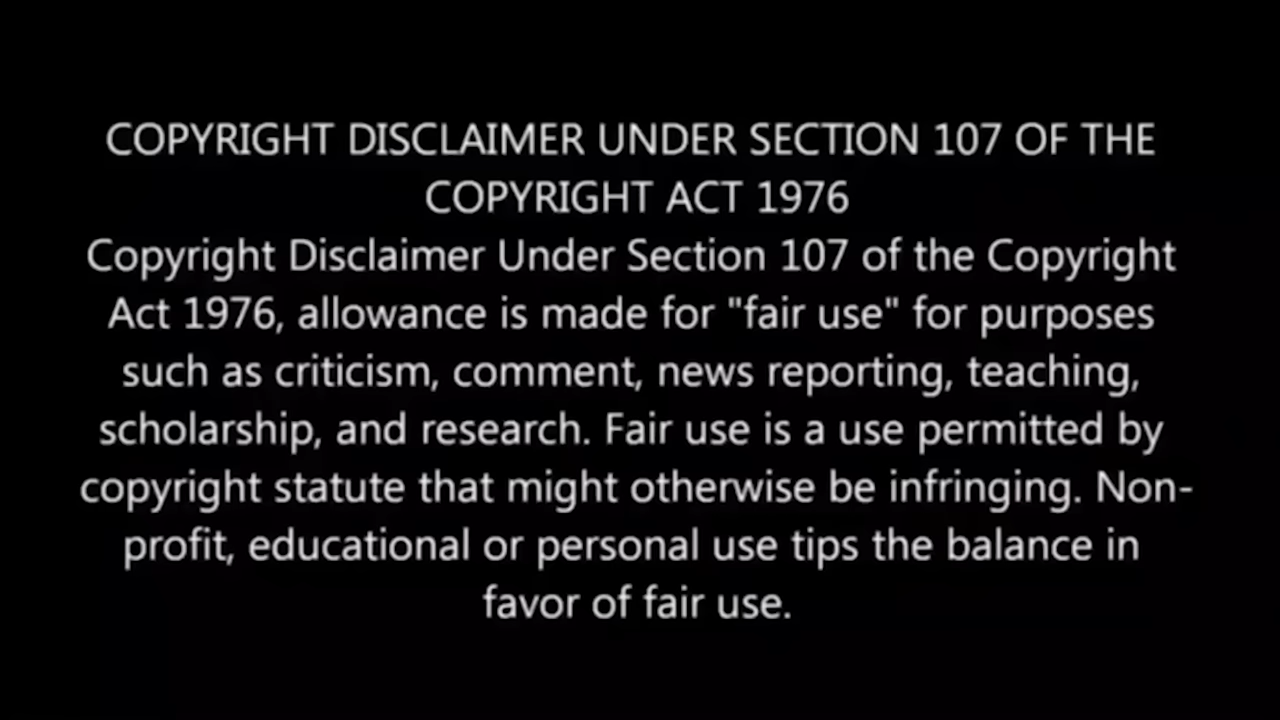 COPYRIGHT DISCLAIMER UNDER SECTION 107 OF THE
COPYRIGHT ACT 1976
Copyright Disclaimer Under Section 107 of the Copyright
Act 1976, allowance is made for "fair use" for purposes
such as criticism, comment, news reporting, teaching,
scholarship, and research. Fair use is a use permitted by
copyright statute that might otherwise be infringing. Non-
profit, educational or personal use tips the balance in
favor of fair use.